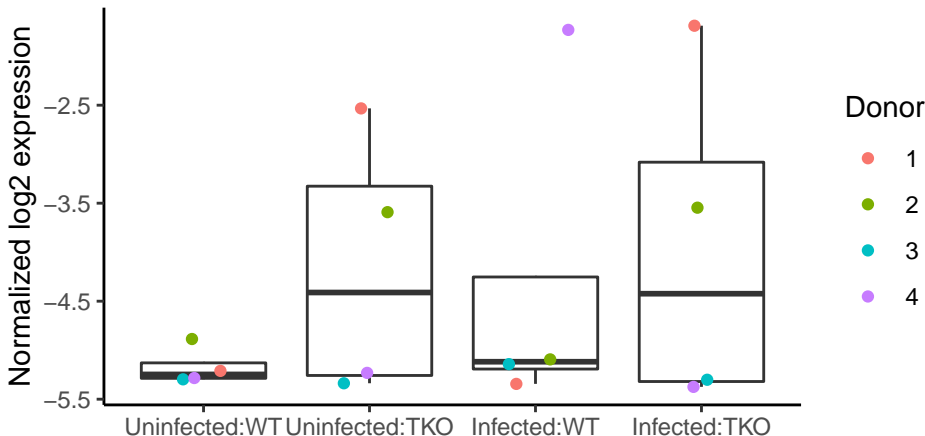 Normalized log2 expression
−2.5
−3.5
−4.5
−5.5
Uninfected:WT Uninfected:TKO Infected:WT Infected:TKO
Donor
1
2
3
4